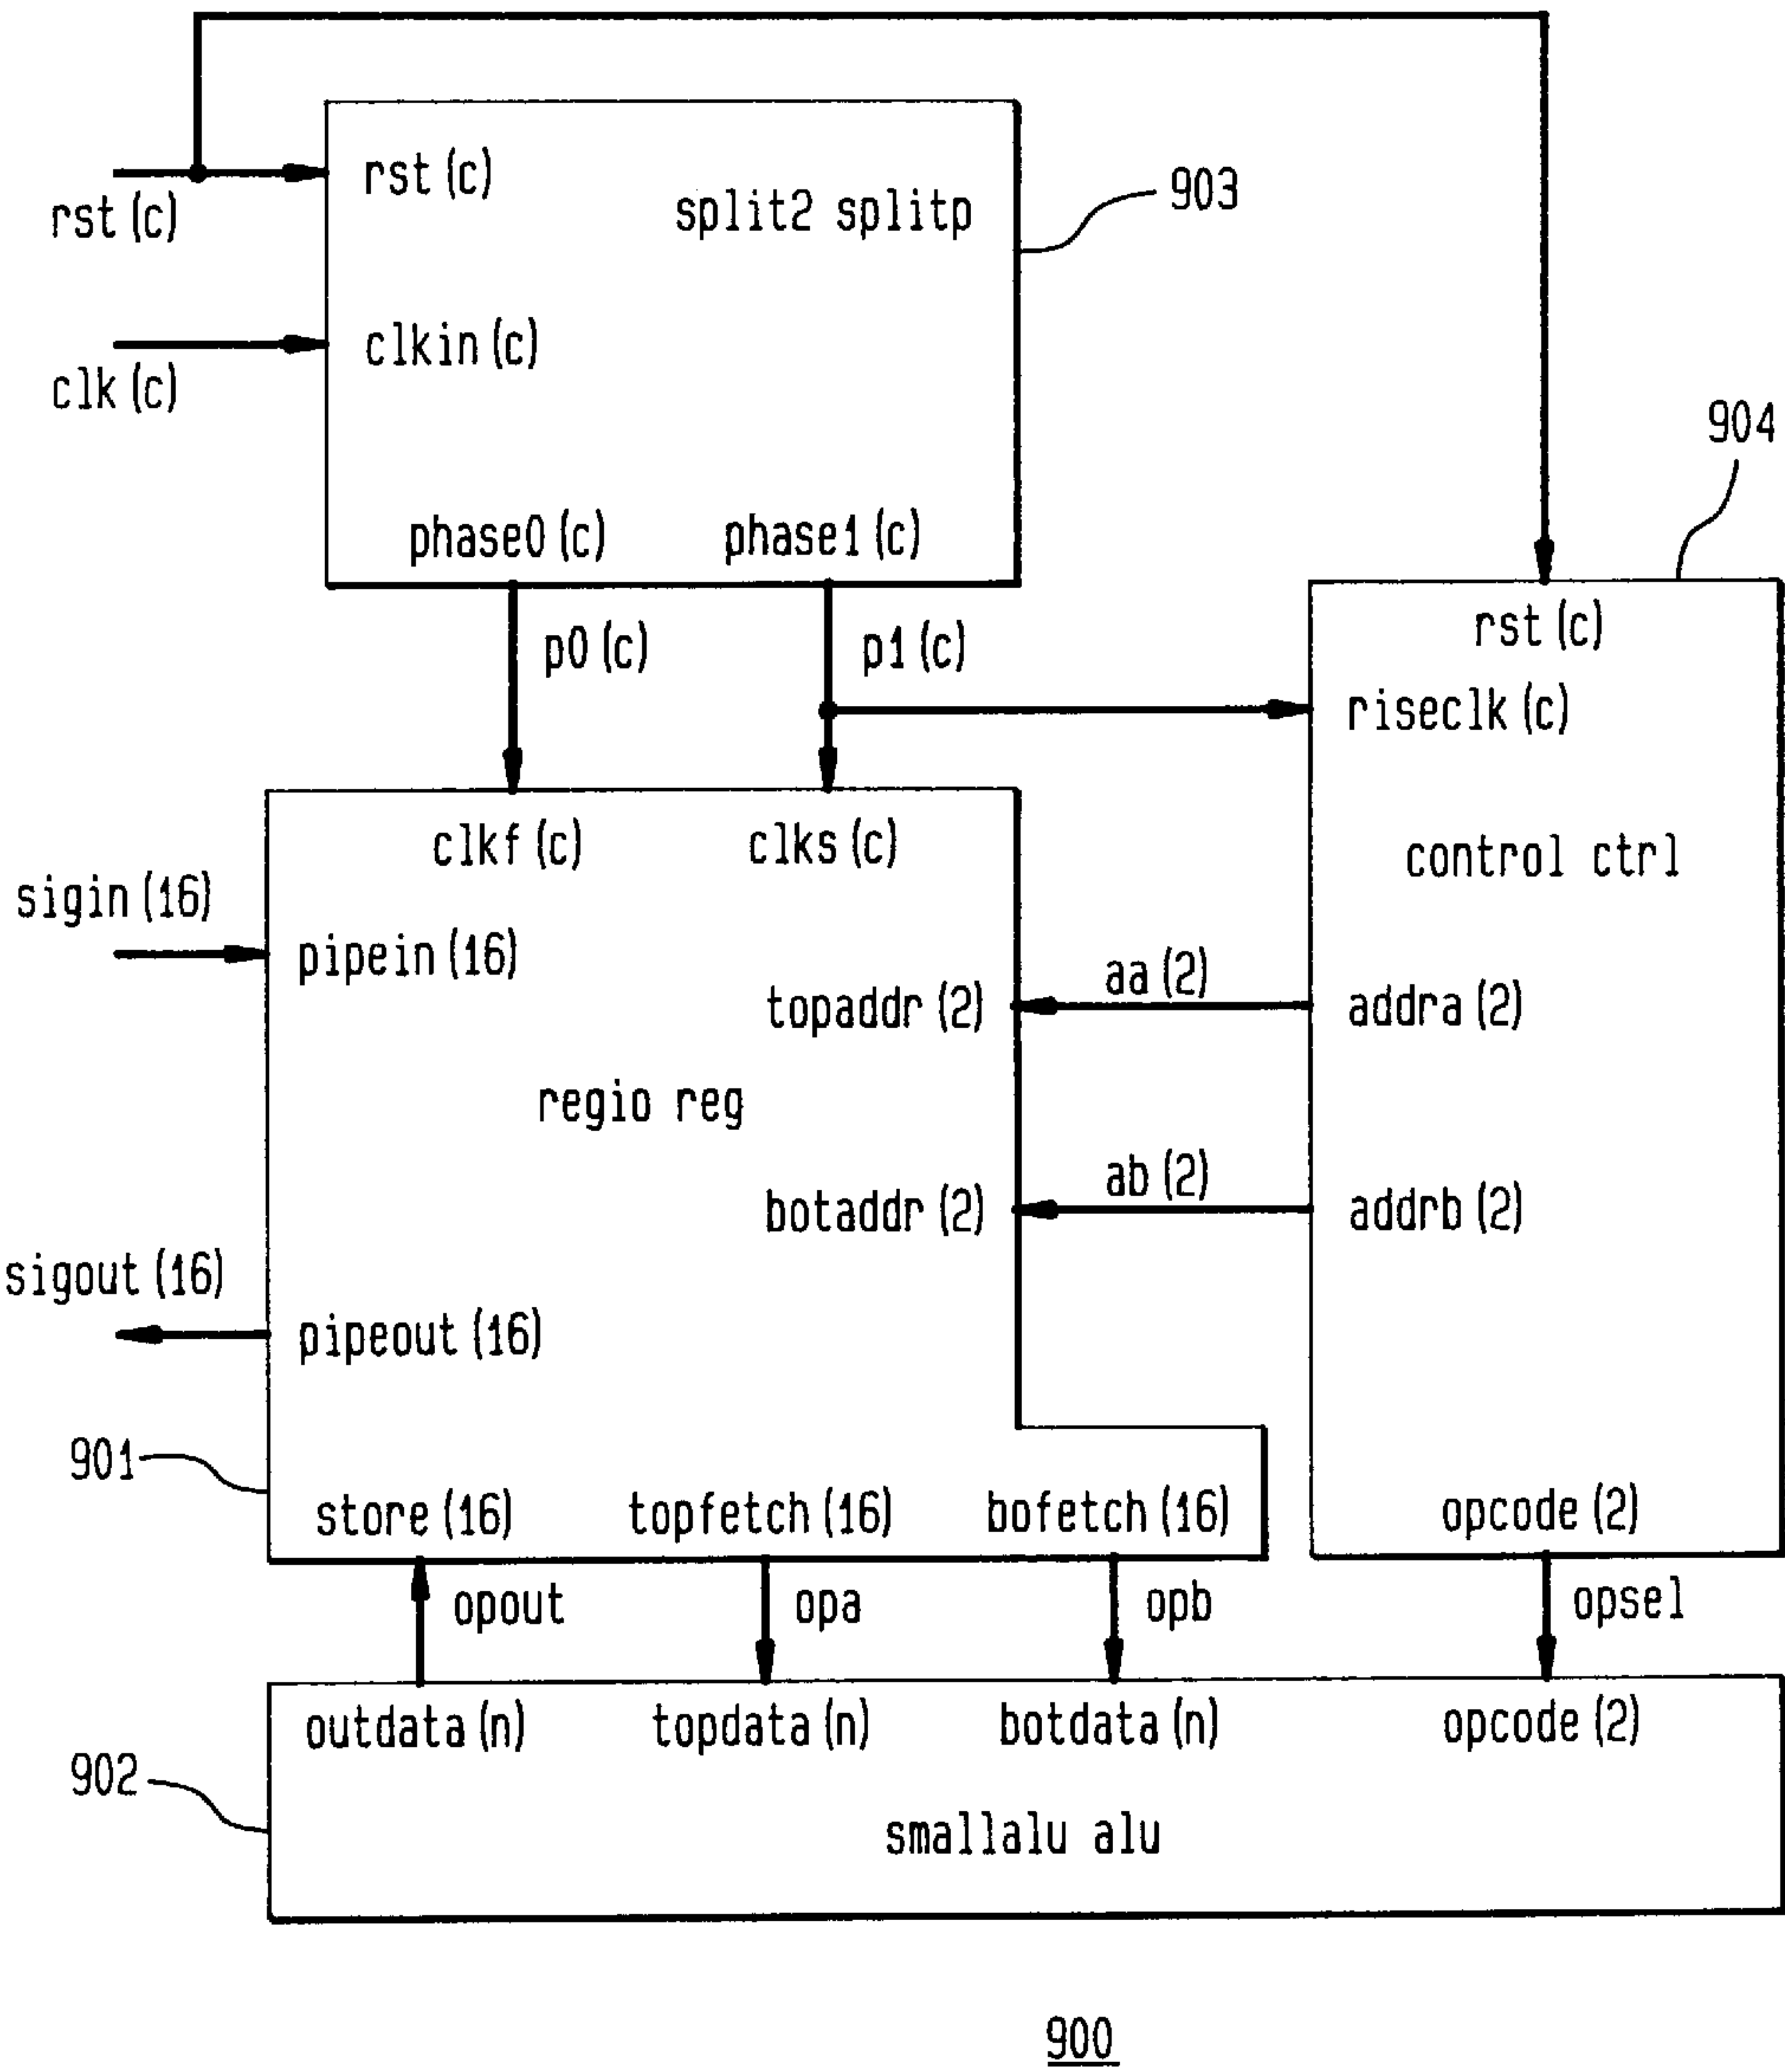 rst (c)
split2 splitp
903
rst (c)
clkin (c)
clk (c)
904
phase0 (c)
phase1 (c)
rst (c)
p0 (c)
p1 (c)
riseclk (c)
clkf (c)
clks (c)
control ctrl
sigin (16)
pipein (16)
aa (2)
topaddr (2)
addra (2)
regio reg
ab (2)
botaddr (2)
addrb (2)
sigout (16)
pipeout (16)
901
store (16)
topfetch (16)
bofetch (16)
opcode (2)
opout
opa
opb
opsel
outdata (n)
topdata (n)
botdata (n)
opcode (2)
902
smallalu alu
900